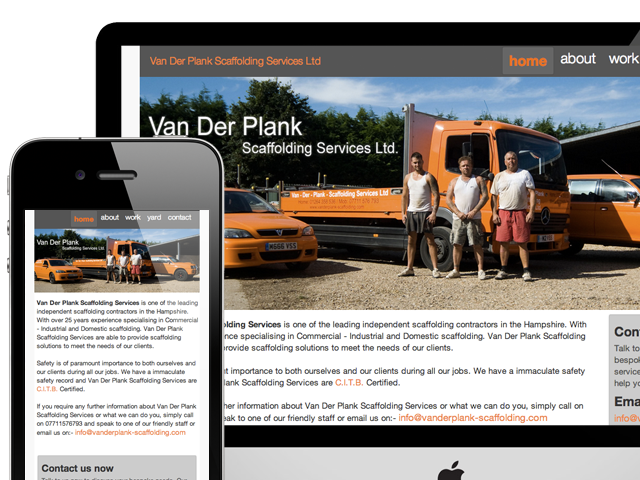 Van Der Plank Scaffolding Services Ltd
home
about
work
Van Der Plank
Scaffolding Services Ltd.
Van - Der - Plank - Scaffolding Services Ltd
M666 VSS
lding Services is one of the leading independent scaffolding contractors in the Hampshire. With
nce specialising in Commercial - Industrial and Domestic scaffolding. Van Der Plank Scaffolding
provide scaffolding solutions to meet the needs of our clients.
nt importance to both ourselves and our clients during all our jobs. We have a immaculate safety
Plank Scaffolding Services are C.I.T.B. Certified.
her information about Van Der Plank Scaffolding Services or what we can do you, simply call on
peak to one of our friendly staff or email us on:- info@vanderplank-scaffolding.com
Con
Talk to
bespok
service
help yo
Emai
info@v
home
about
work
yard
contact
Van Der Plank
Scaffolding Services Ltd.
Van Der Plank Scaffolding Services is one of the leading
independent scaffolding contractors in the Hampshire.
With over 25 years experience specialising in Commercial
- Industrial and Domestic scaffolding. Van Der Plank
Scaffolding Services are able to provide scaffolding
solutions to meet the needs of our clients.
Safety is of paramount importance to both ourselves and
our clients during all our jobs. We have a immaculate
safety record and Van Der Plank Scaffolding Services are
C.I.T.B. Certified.
If you require any further information about Van Der
Plank Scaffolding Services or what we can do you, simply
call on 07711576793 and speak to one of our friendly staff
or email us on:- info@vanderplank-scaffolding.com
Contact us now